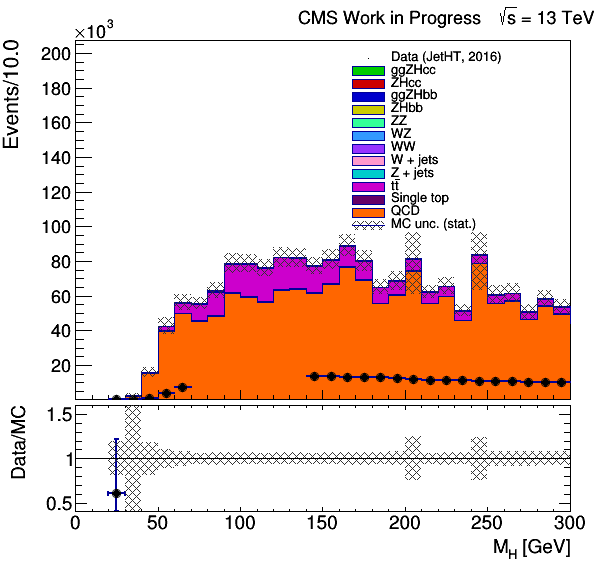 CMS Work in Progress √s = 13 TeV
×10³
Events/10.0
200
180
160
140
120
100
80
60
40
20
Data (JetHT, 2016)
ggZHcc
ZHcc
ggZHbb
ZHbb
ZZ
WZ
WW
W + jets
Z + jets
tt̄
Single top
QCD
MC unc. (stat.)
Data/MC
1.5
1
0.5
0 50 100 150 200 250 300
M_H [GeV]